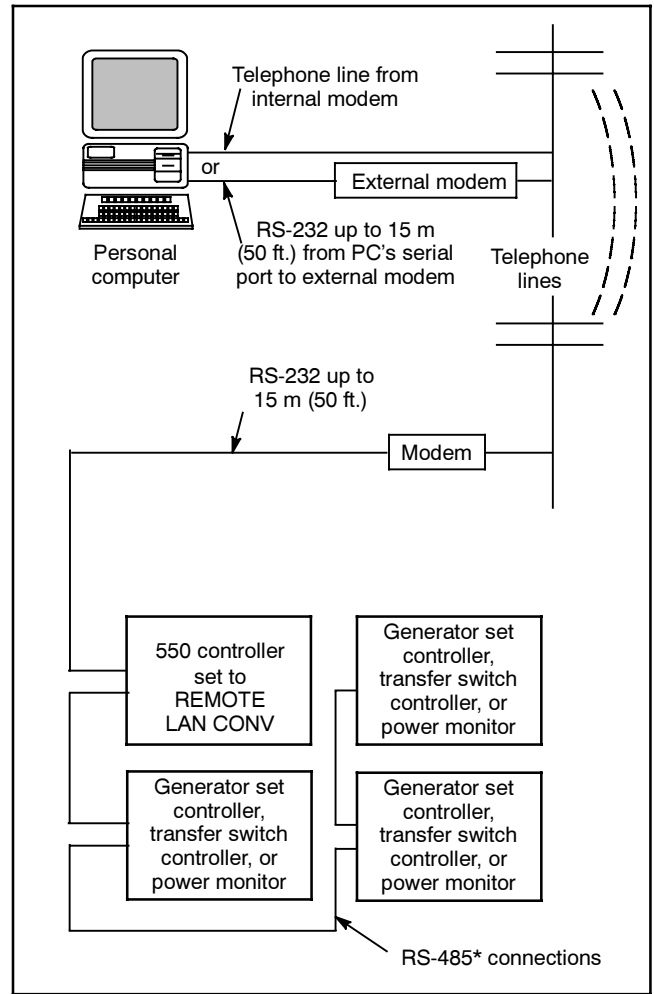 Telephone line from
internal modem
or
External modem
RS-232 up to 15 m
(50 ft.) from PC’s serial
port to external modem
Personal
computer
Telephone
lines
RS-232 up to
15 m (50 ft.)
Modem
550 controller
set to
REMOTE
LAN CONV
Generator set
controller,
transfer switch
controller, or
power monitor
Generator set
controller,
transfer switch
controller, or
power monitor
Generator set
controller,
transfer switch
controller, or
power monitor
RS-485* connections